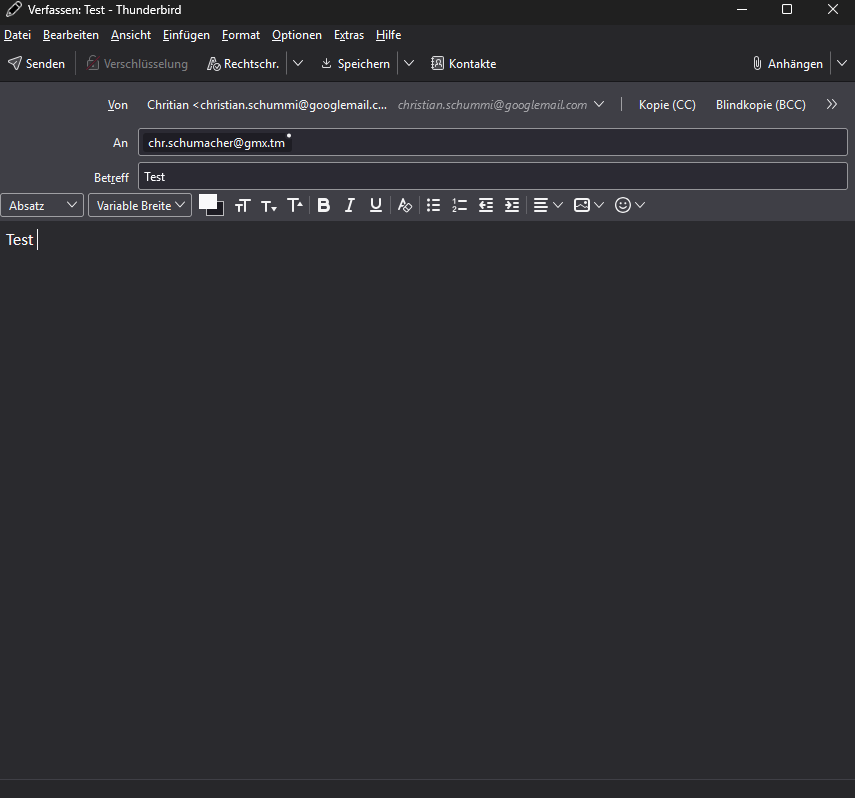 Verfassen: Test - Thunderbird
Datei Bearbeiten Ansicht Einfügen Format Optionen Extras Hilfe
Senden Verschlüsselung Rechtschr. Speichern Kontakte Anhängen
Von Chritian <christian.schummi@googlemail.c... christian.schummi@googlemail.com Kopie (CC) Blindkopie (BCC)
An chr.schumacher@gmx.tm
Betreff Test
Absatz Variable Breite
Test